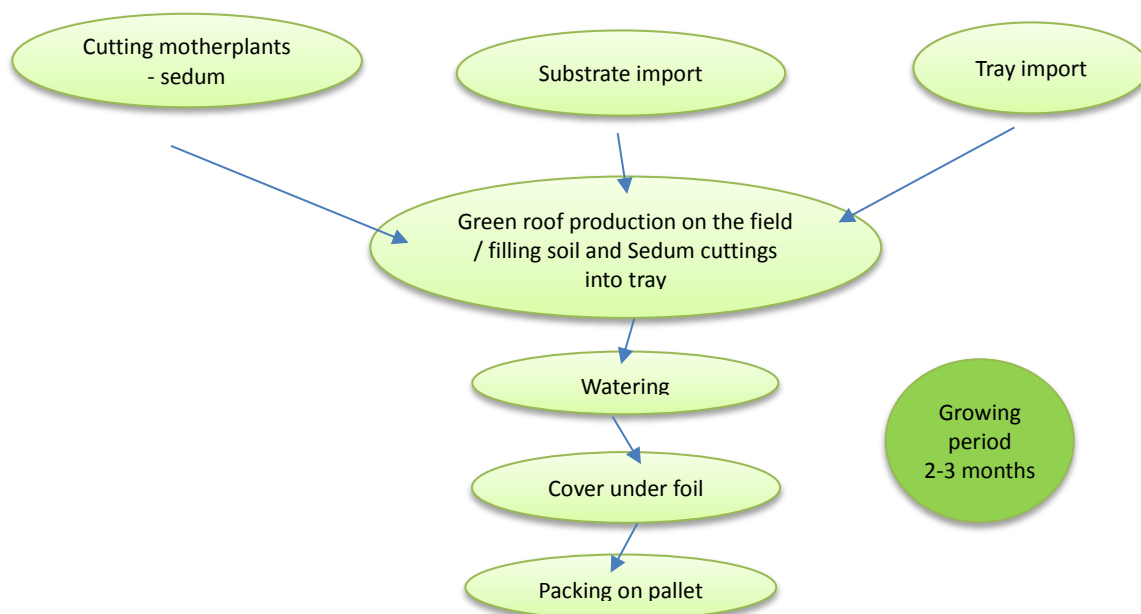 Cutting motherplants
- sedum
Substrate import
Tray import
Green roof production on the field
/ filling soil and Sedum cuttings
into tray
Watering
Growing
period
2-3 months
Cover under foil
Packing on pallet